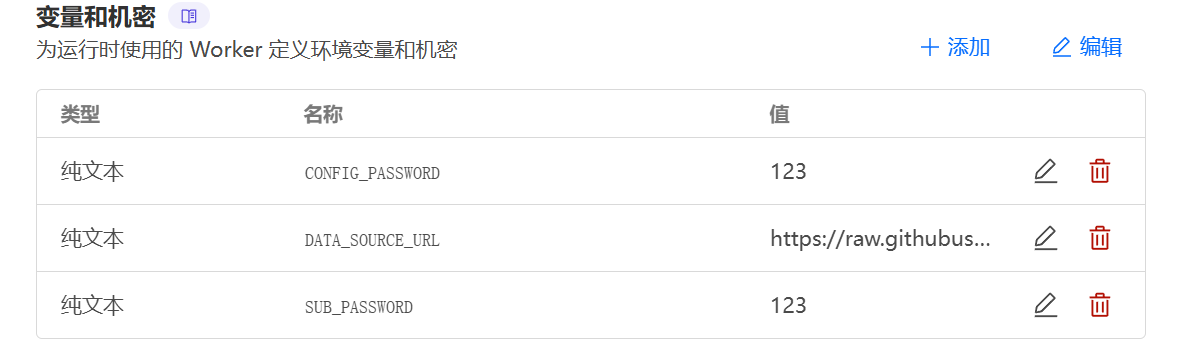 变量和机密
为运行时使用的 Worker 定义环境变量和机密
添加 编辑
类型 名称 值
纯文本 CONFIG_PASSWORD 123
纯文本 DATA_SOURCE_URL https://raw.githubus...
纯文本 SUB_PASSWORD 123